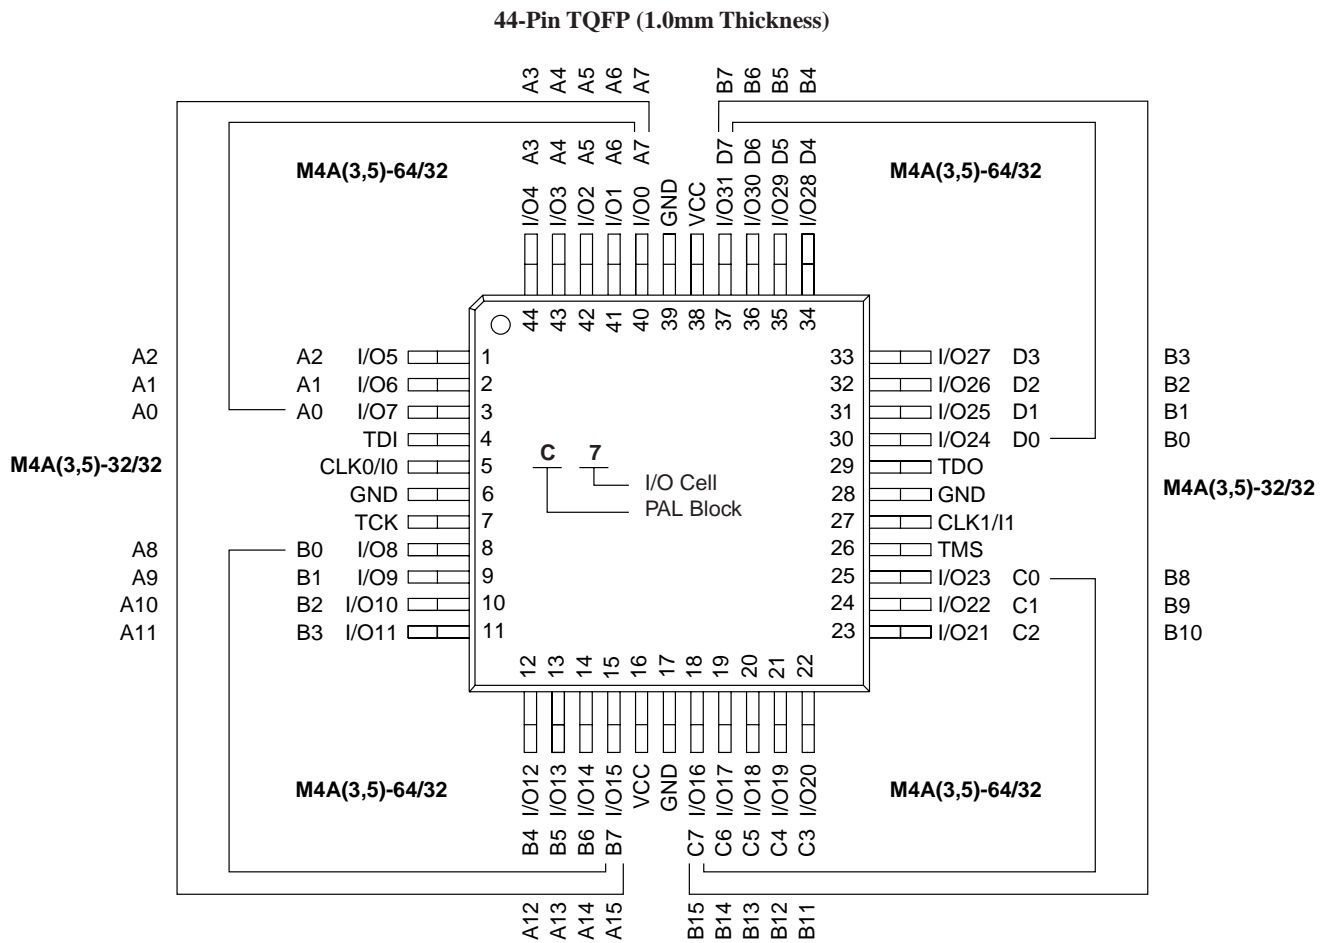 44-Pin TQFP (1.0mm Thickness)
A3 A4 A5 A6 A7 B7 B6 B5 B4
A3 A4 A5 A6 A7 D7 D6 D5 D4
M4A(3,5)-64/32 M4A(3,5)-64/32
I/O4 I/O3 I/O2 I/O1 I/O0 GND VCC I/O31 I/O30 I/O29 I/O28
44 43 42 41 40 39 38 37 36 35 34
A2 A2 I/O5 1 33 I/O27 D3 B3
A1 A1 I/O6 2 32 I/O26 D2 B2
A0 A0 I/O7 3 31 I/O25 D1 B1
TDI 4 30 I/O24 D0 B0
M4A(3,5)-32/32 CLK0/I0 5 29 TDO
C 7
I/O Cell
PAL Block
GND 6 28 GND M4A(3,5)-32/32
TCK 7 27 CLK1/I1
A8 B0 I/O8 8 26 TMS
A9 B1 I/O9 9 25 I/O23 C0 B8
A10 B2 I/O10 10 24 I/O22 C1 B9
A11 B3 I/O11 11 23 I/O21 C2 B10
12 13 14 15 16 17 18 19 20 21 22
I/O12 I/O13 I/O14 I/O15 VCC GND I/O16 I/O17 I/O18 I/O19 I/O20
M4A(3,5)-64/32 M4A(3,5)-64/32
B4 B5 B6 B7 C7 C6 C5 C4 C3
A12 A13 A14 A15 B15 B14 B13 B12 B11